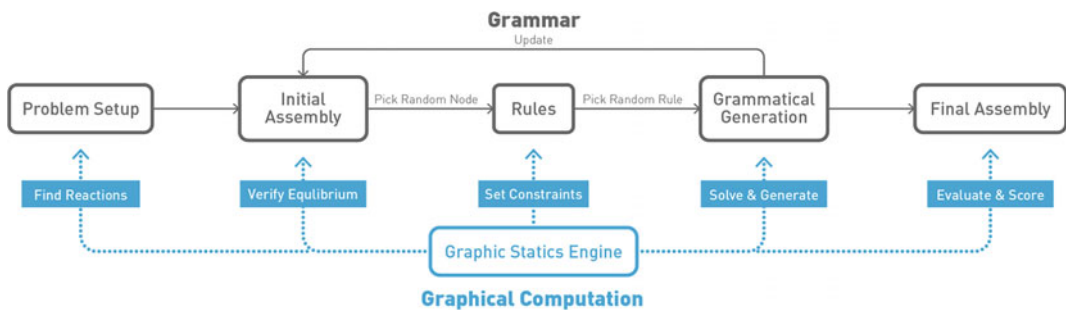 Grammar
Update
Problem Setup
Initial
Assembly
Pick Random Node
Rules
Pick Random Rule
Grammatical
Generation
Final Assembly
Find Reactions
Verify Equlibrium
Set Constraints
Solve & Generate
Evaluate & Score
Graphic Statics Engine
Graphical Computation